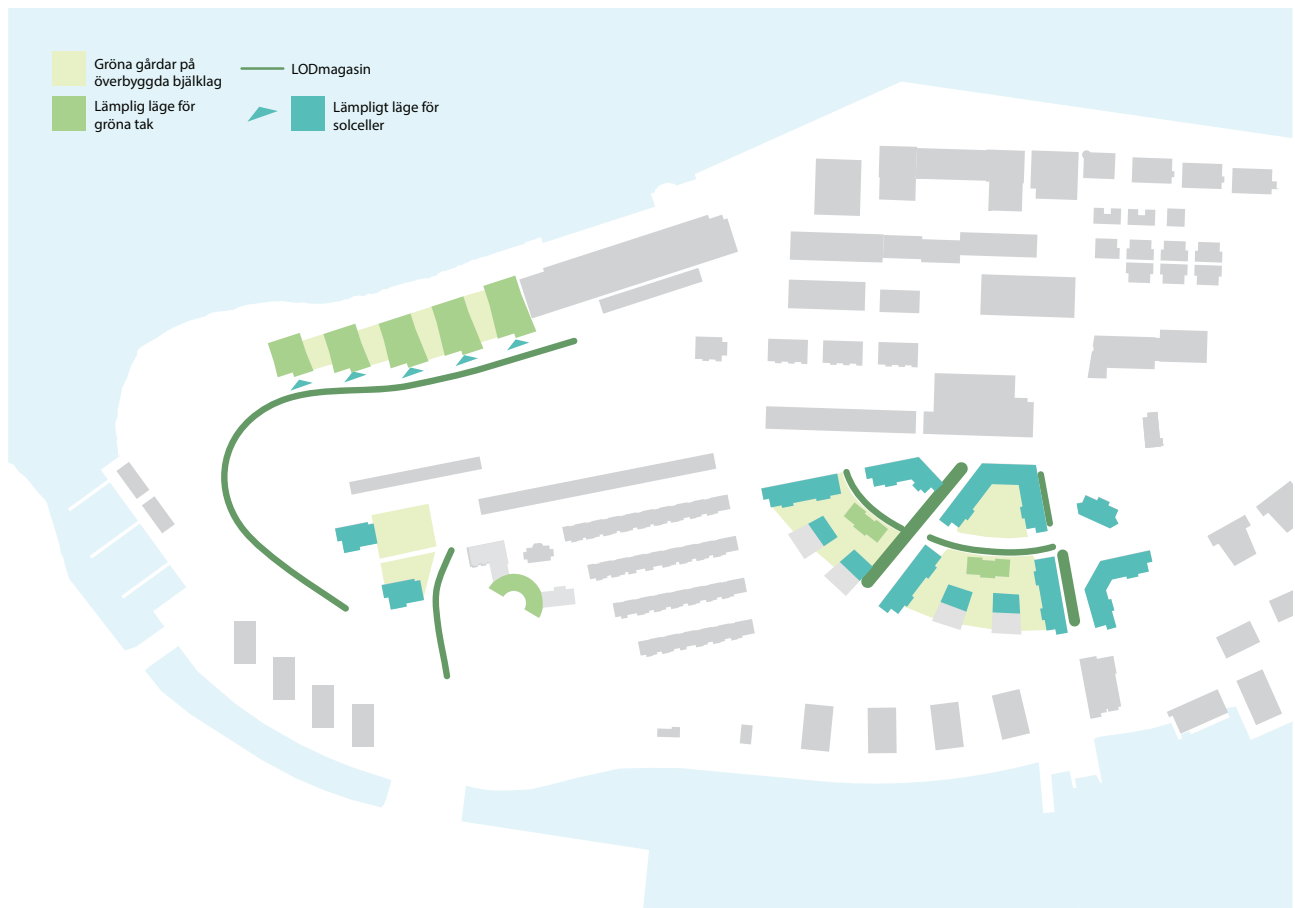 Gröna gårdar på
överbyggda bjälklag
Lämplig läge för
gröna tak
LODmagasin
Lämpligt läge för
solceller